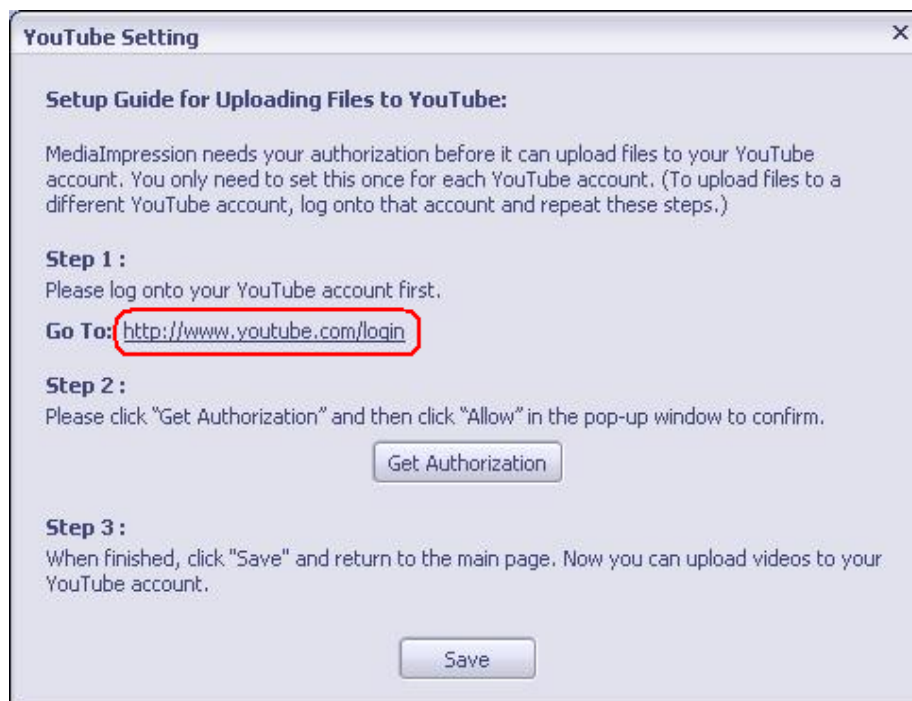 YouTube Setting
Setup Guide for Uploading Files to YouTube:
MediaImpression needs your authorization before it can upload files to your YouTube
account. You only need to set this once for each YouTube account. (To upload files to a
different YouTube account, log onto that account and repeat these steps.)
Step 1 :
Please log onto your YouTube account first.
Go To: http://www.youtube.com/login
Step 2 :
Please click “Get Authorization” and then click “Allow” in the pop-up window to confirm.
Get Authorization
Step 3 :
When finished, click "Save" and return to the main page. Now you can upload videos to your
YouTube account.
Save